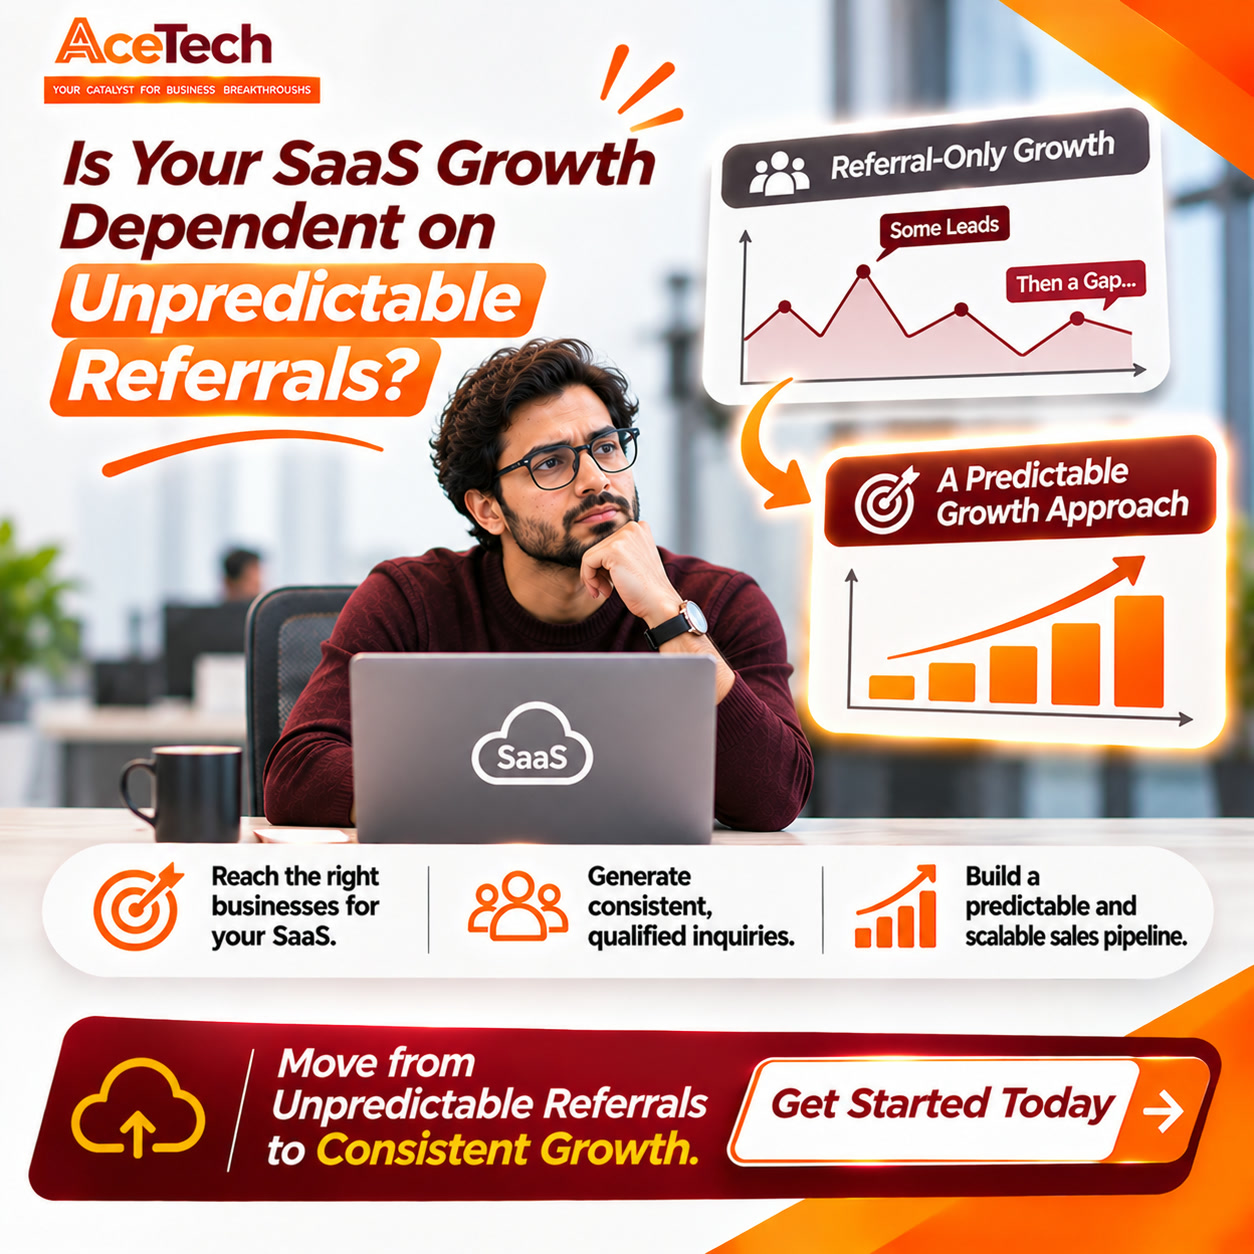 AceTech
YOUR CATALYST FOR BUSINESS BREAKTHROUGHS
Is Your SaaS Growth
Dependent on
Unpredictable
Referrals?
Referral-Only Growth
Some Leads
Then a Gap...
A Predictable
Growth Approach
SaaS
Reach the right
businesses for
your SaaS.
Generate
consistent,
qualified inquiries.
Build a
predictable and
scalable sales pipeline.
Move from
Unpredictable Referrals
to Consistent Growth.
Get Started Today